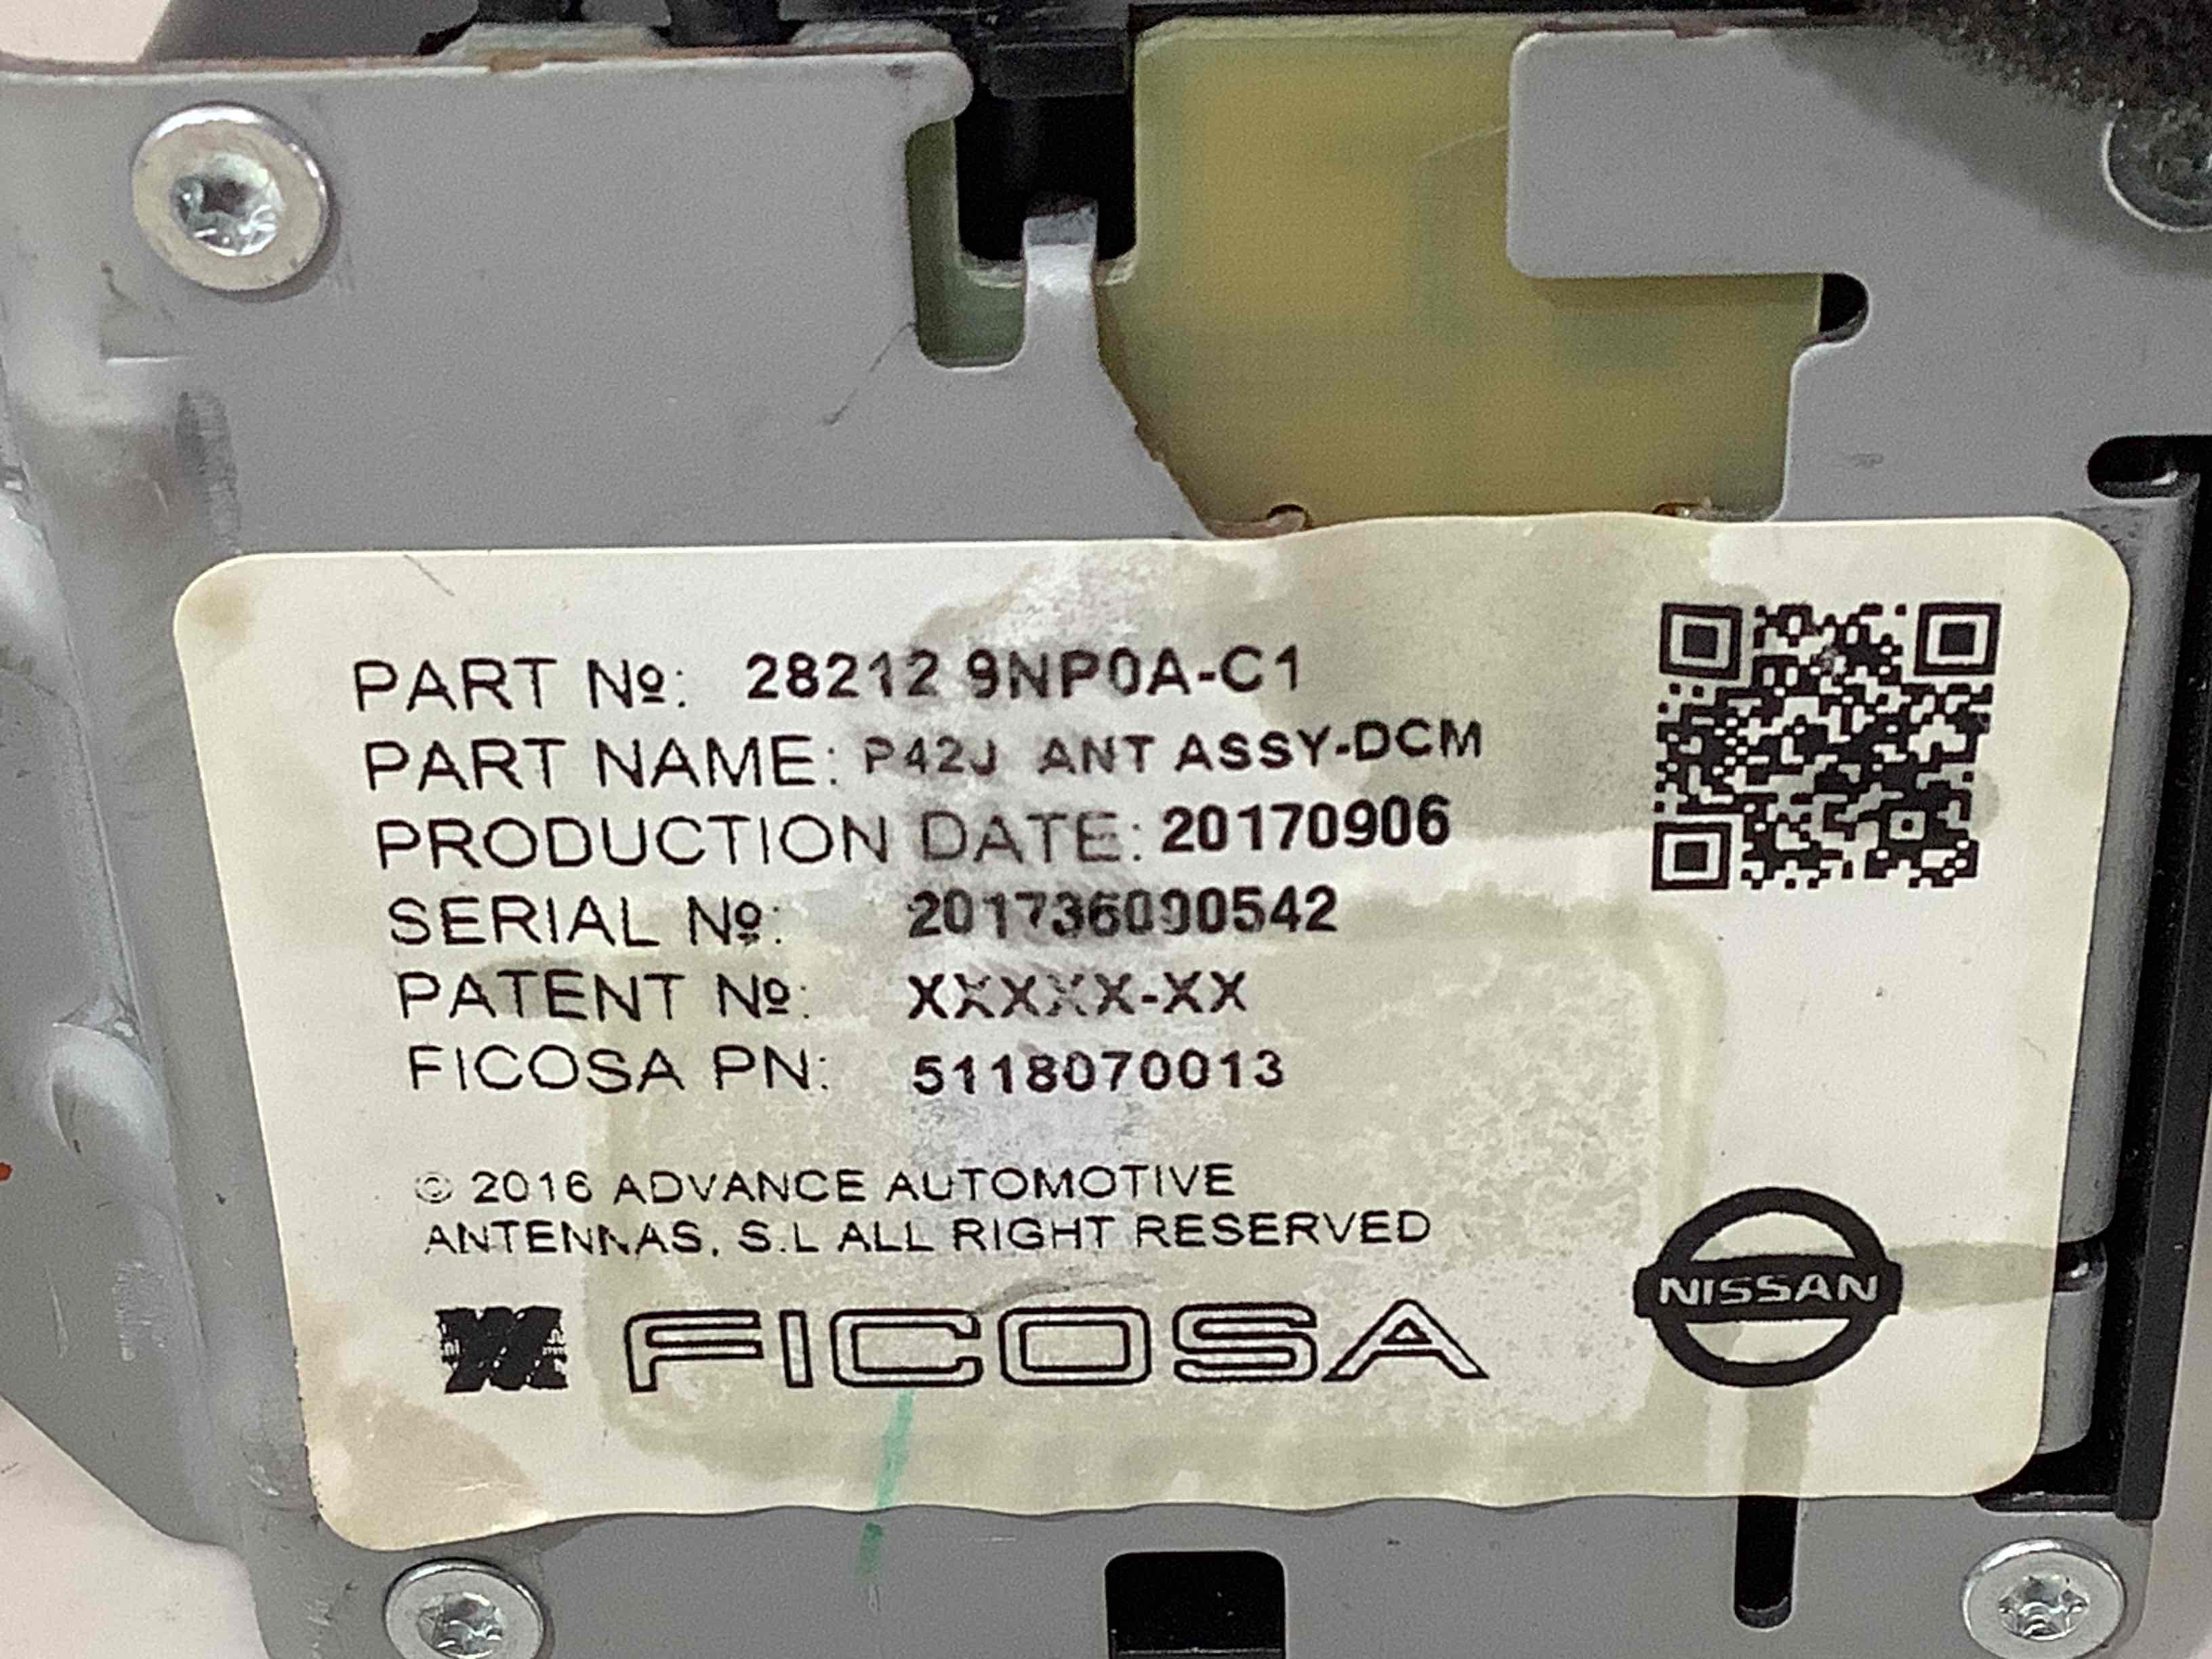 PART Nº: 28212 9NP0A-C1
PART NAME: P42J ANT ASSY-DCM
PRODUCTION DATE: 20170906
SERIAL Nº: 201736000542
PATENT Nº: XXXXX-XX
FICOSA PN: 5118070013
© 2016 ADVANCE AUTOMOTIVE
ANTENNAS, S.L ALL RIGHT RESERVED
FICOSA
NISSAN